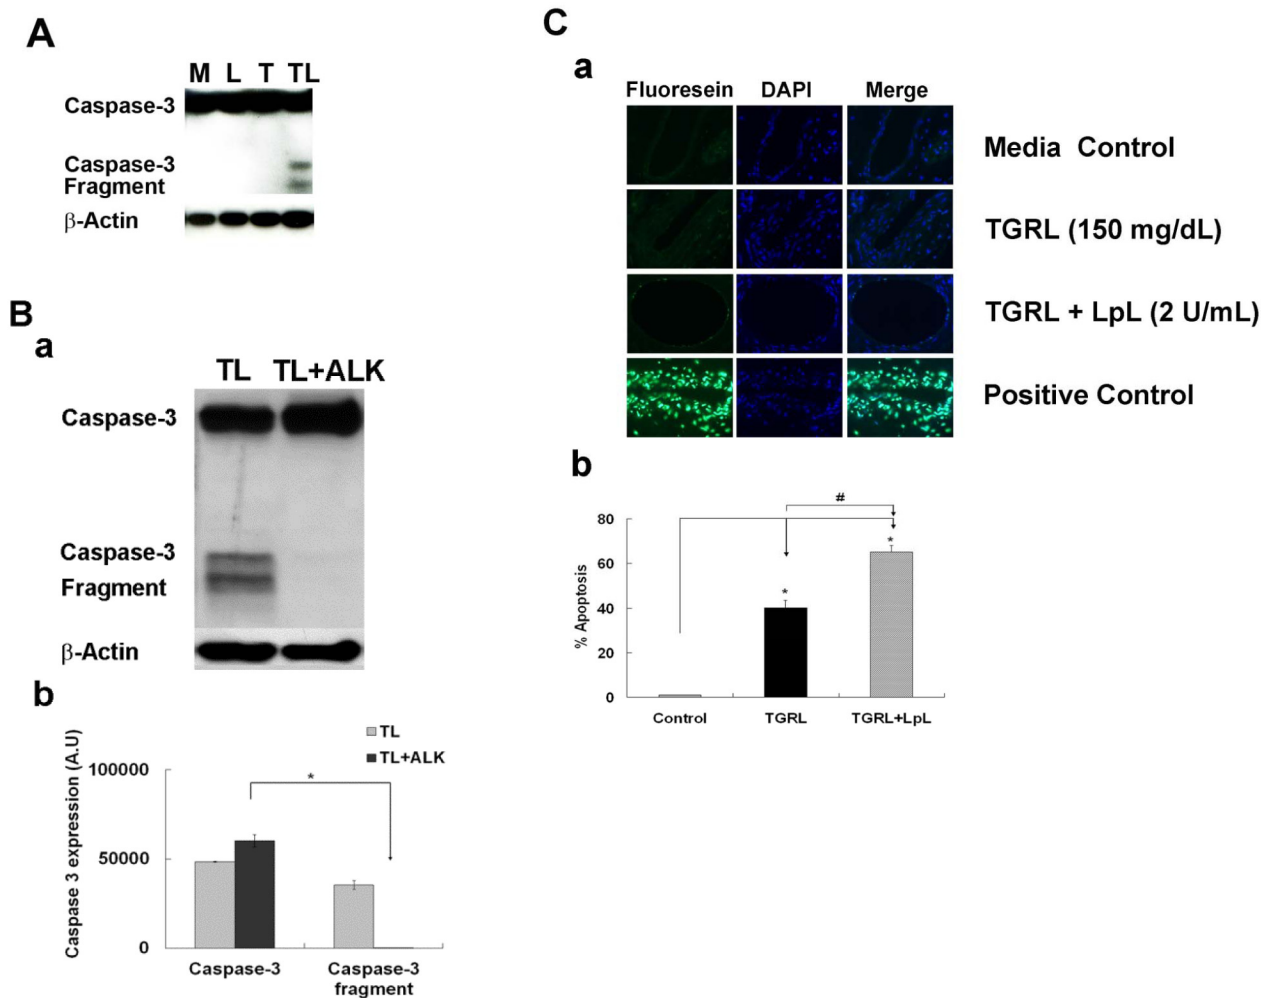 A
M L T TL
Caspase-3
Caspase-3
Fragment
β-Actin
B
a
TL TL+ALK
Caspase-3
Caspase-3
Fragment
β-Actin
b
TL
TL+ALK
Caspase 3 expression (A.U)
100000
50000
0
*
Caspase-3
Caspase-3
fragment
C
a
Fluoresein DAPI Merge
Media Control
TGRL (150 mg/dL)
TGRL + LpL (2 U/mL)
Positive Control
b
#
% Apoptosis
80
60
40
20
0
*
*
Control TGRL TGRL+LpL